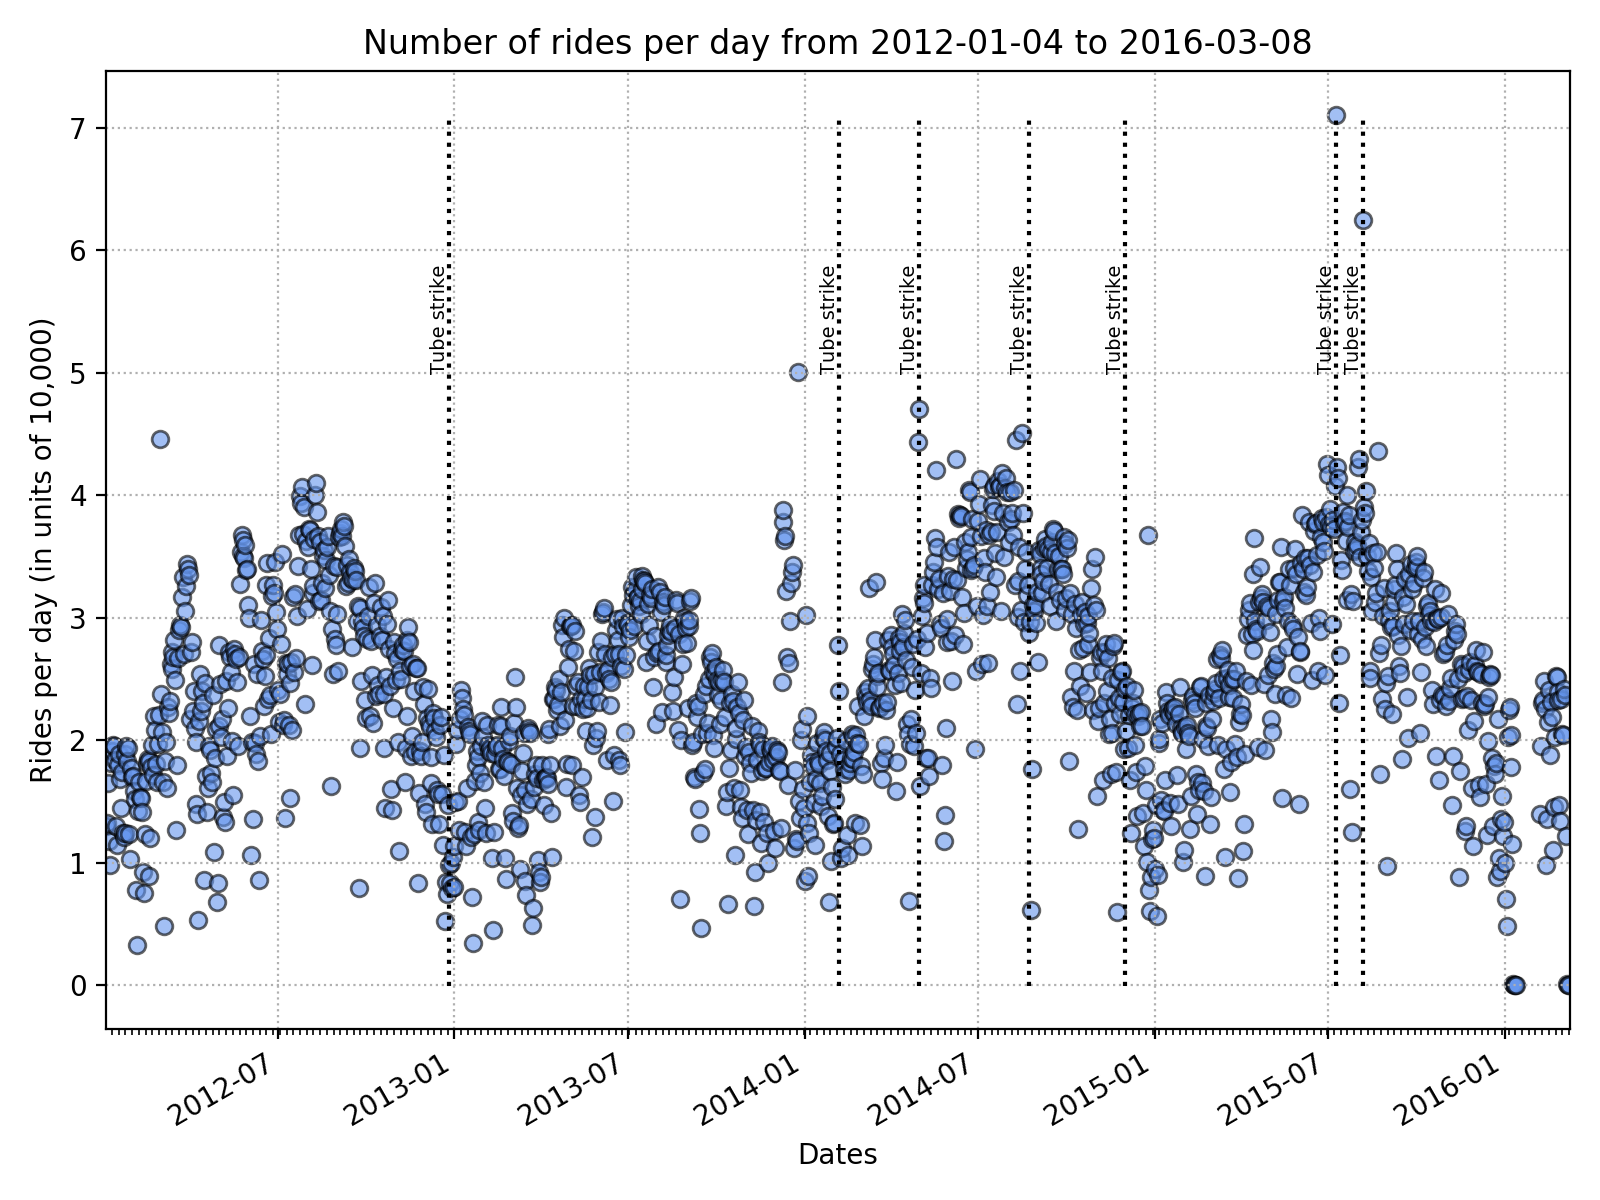 Number of rides per day from 2012-01-04 to 2016-03-08
Rides per day (in units of 10,000)
7
6
5
4
3
2
1
0
Tube strike
Tube strike
Tube strike
Tube strike
Tube strike
Tube strike
Tube strike
2012-07
2013-01
2013-07
2014-01
2014-07
2015-01
2015-07
2016-01
Dates